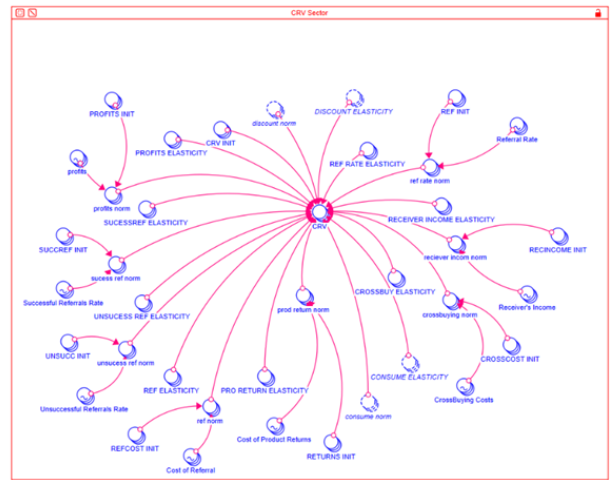 CRV Sector
PROFITS INIT
discount norm
DISCOUNT ELASTICITY
REF INIT
Referral Rate
CRV INIT
PROFITS ELASTICITY
profits
REF RATE ELASTICITY
ref rate norm
profits norm
SUCESSREF ELASTICITY
CRV
RECEIVER INCOME ELASTICITY
SUCCREF INIT
reciever incom norm
RECINCOME INIT
sucess ref norm
Successful Referrals Rate
CROSSBUY ELASTICITY
Receiver's Income
UNSUCESS REF ELASTICITY
prod return norm
crossbuying norm
UNSUCC INIT
unsucess ref norm
CROSSCOST INIT
CONSUME ELASTICITY
REF ELASTICITY
PRO RETURN ELASTICITY
CrossBuying Costs
Unsuccessful Referrals Rate
ref norm
consume norm
REFCOST INIT
Cost of Product Returns
RETURNS INIT
Cost of Referral